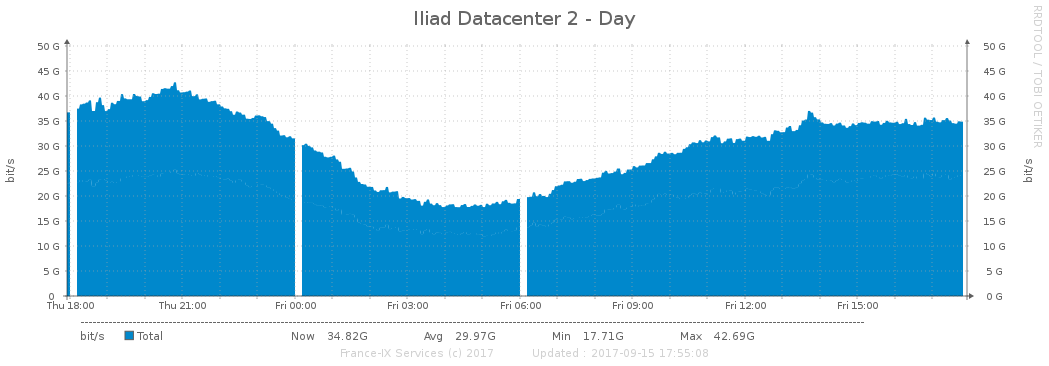 Iliad Datacenter 2 - Day
RRDTOOL / TOBI OETIKER
50 G 50 G
45 G 45 G
40 G 40 G
35 G 35 G
30 G 30 G
25 G 25 G
20 G 20 G
15 G 15 G
10 G 10 G
5 G 5 G
0 0 G
bit/s bit/s
Thu 18:00 Thu 21:00 Fri 00:00 Fri 03:00 Fri 06:00 Fri 09:00 Fri 12:00 Fri 15:00
bit/s Total Now 34.82G Avg 29.97G Min 17.71G Max 42.69G
France-IX Services (c) 2017 Updated : 2017-09-15 17:55:08